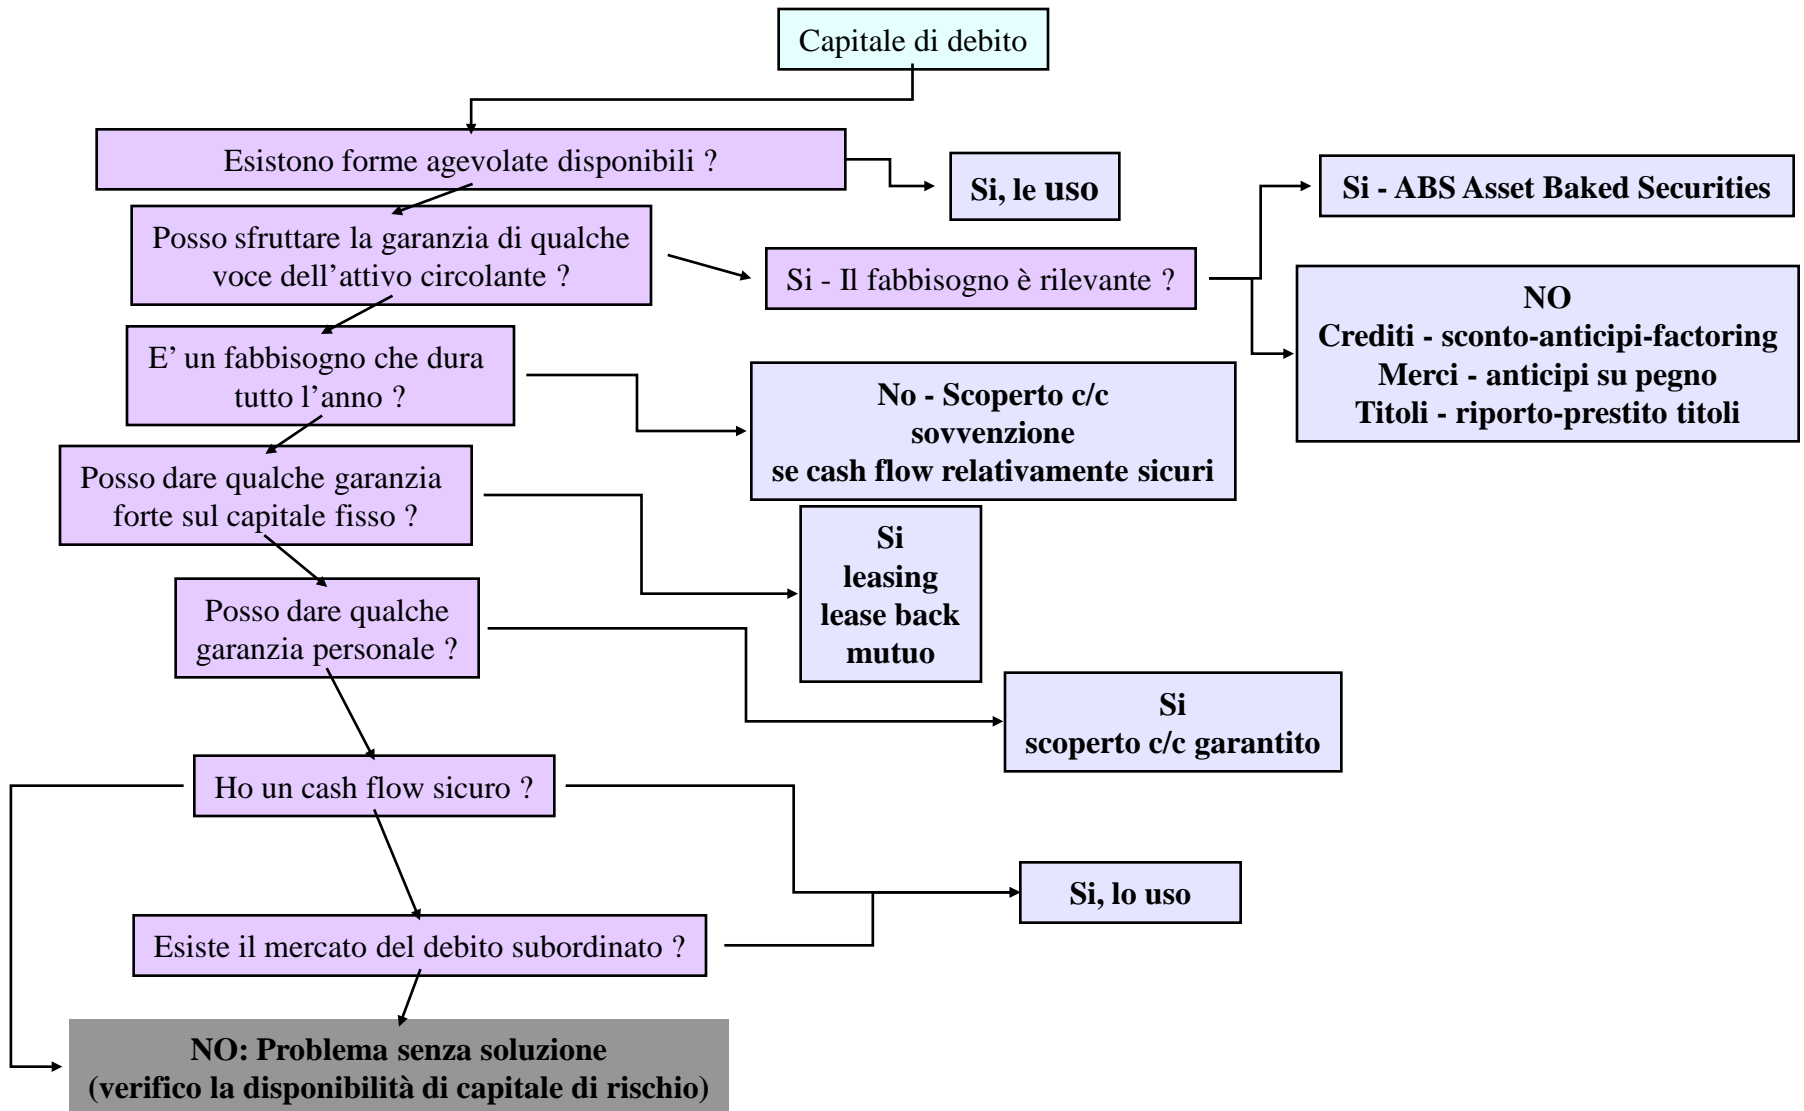 Capitale di debito
Esistono forme agevolate disponibili ?
Si, le uso
Si - ABS Asset Baked Securities
Posso sfruttare la garanzia di qualche
voce dell’attivo circolante ?
Si - Il fabbisogno è rilevante ?
NO
Crediti - sconto-anticipi-factoring
Merci - anticipi su pegno
Titoli - riporto-prestito titoli
E’ un fabbisogno che dura
tutto l’anno ?
No - Scoperto c/c
sovvenzione
se cash flow relativamente sicuri
Posso dare qualche garanzia
forte sul capitale fisso ?
Si
leasing
lease back
mutuo
Posso dare qualche
garanzia personale ?
Si
scoperto c/c garantito
Ho un cash flow sicuro ?
Si, lo uso
Esiste il mercato del debito subordinato ?
NO: Problema senza soluzione
(verifico la disponibilità di capitale di rischio)